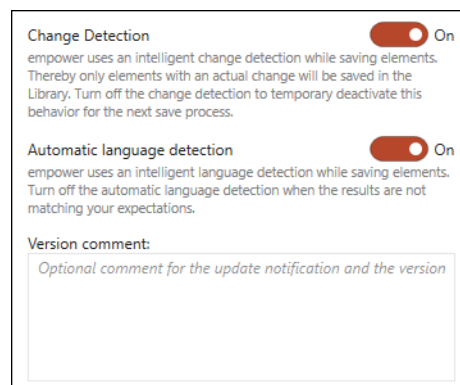 Change Detection On
empower uses an intelligent change detection while saving elements.
Thereby only elements with an actual change will be saved in the
Library. Turn off the change detection to temporary deactivate this
behavior for the next save process.
Automatic language detection On
empower uses an intelligent language detection while saving elements.
Turn off the automatic language detection when the results are not
matching your expectations.
Version comment:
Optional comment for the update notification and the version